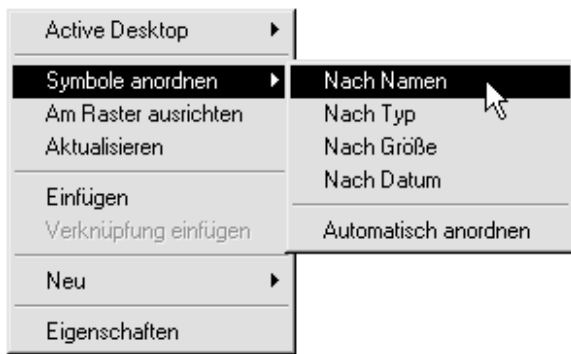 Active Desktop
Symbole anordnen
Am Raster ausrichten
Aktualisieren
Einfügen
Verknüpfung einfügen
Neu
Eigenschaften
Nach Namen
Nach Typ
Nach Größe
Nach Datum
Automatisch anordnen